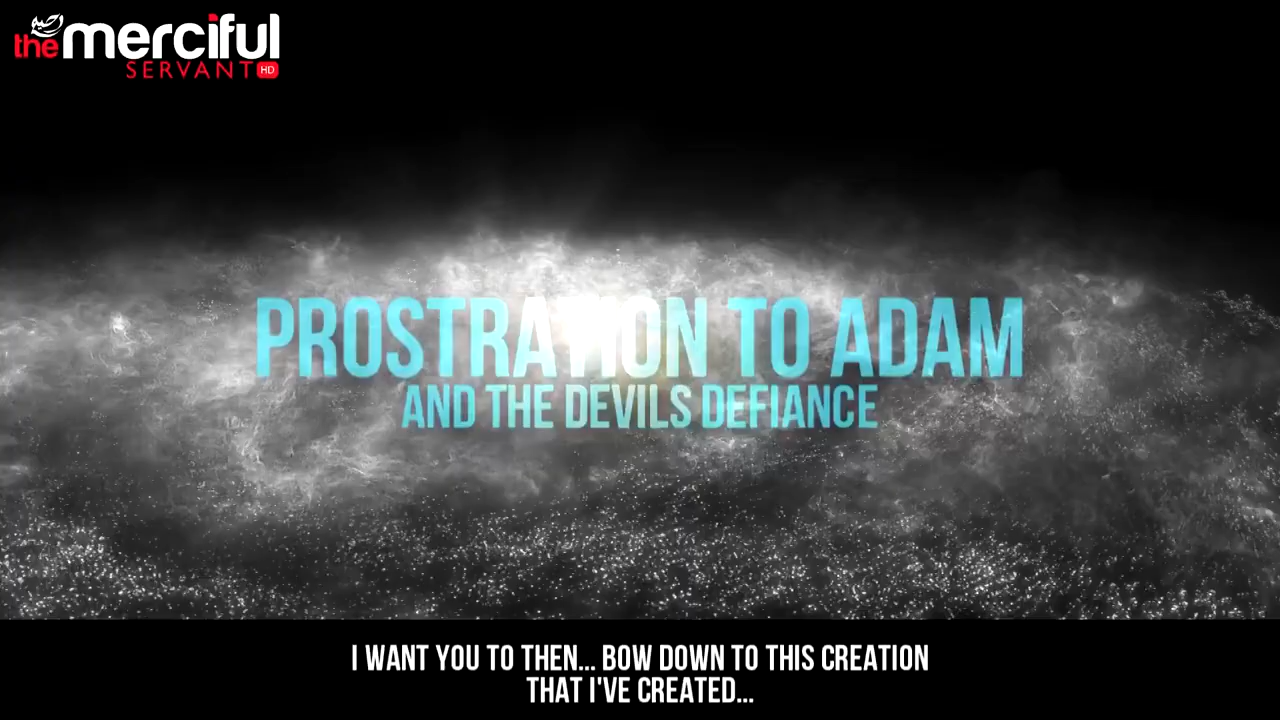 the merciful
SERVANT HD
PROSTRATION TO ADAM
AND THE DEVILS DEFIANCE
I WANT YOU TO THEN... BOW DOWN TO THIS CREATION
THAT I'VE CREATED...